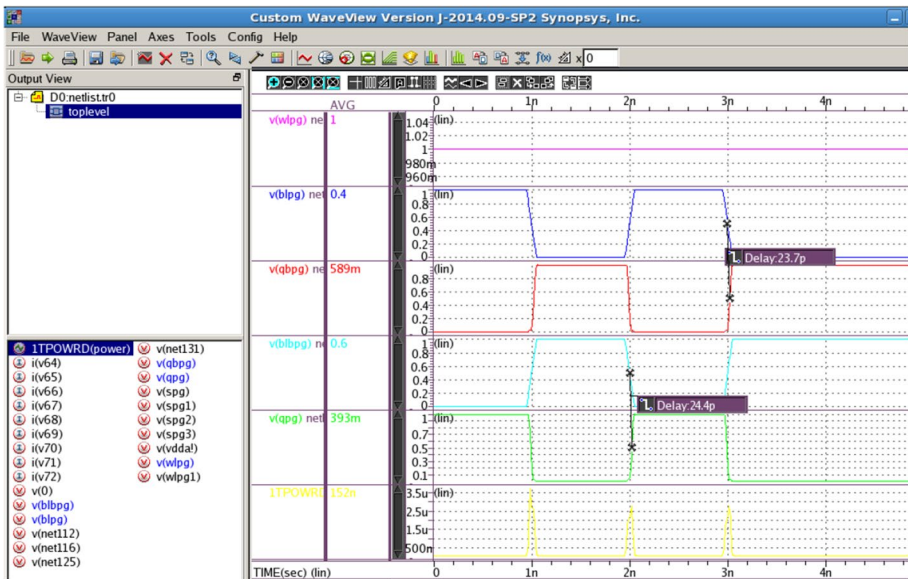 Custom WaveView Version J-2014.09-SP2 Synopsys, Inc.
File WaveView Panel Axes Tools Config Help
f(x) x 0
Output View
D0:netlist.tr0
toplevel
1TPOWRD(power)
i(v64)
i(v65)
i(v66)
i(v67)
i(v68)
i(v69)
i(v70)
i(v71)
i(v72)
v(0)
v(blbpg)
v(blpg)
v(net112)
v(net116)
v(net125)
v(net131)
v(qbpg)
v(qpg)
v(spg)
v(spg1)
v(spg2)
v(spg3)
v(vdda!)
v(wlpg)
v(wlpg1)
AVG
0 1n 2n 3n 4n
v(wlpg) ne 1
1.04 (lin)
1.02
1
980m
960m
v(blpg) net 0.4
1 (lin)
0.8
0.6
0.4
0.2
0
Delay:23.7p
v(qbpg) ne 589m
(lin)
0.8
0.6
0.4
0.2
0
v(blbpg) n 0.6
1 (lin)
0.8
0.6
0.4
0.2
0
Delay:24.4p
v(qpg) netl 393m
1 (lin)
0.7
0.5
0.3
0.1
1TPOWRD 152n
3.5u (lin)
2.5u
1.5u
500n
TIME(sec) (lin) 0 1n 2n 3n 4n